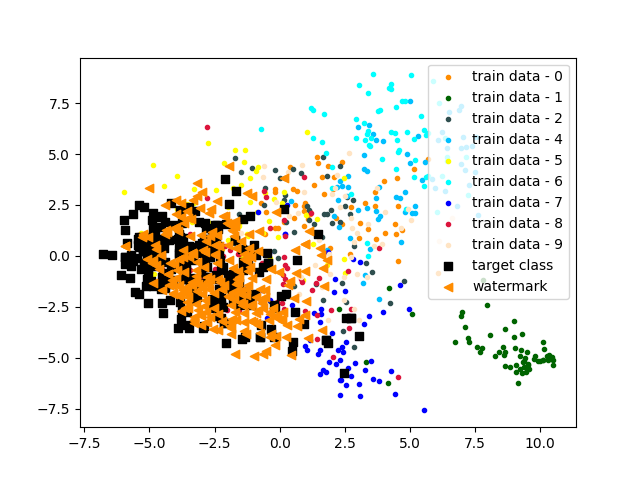 train data - 0
train data - 1
train data - 2
train data - 4
train data - 5
train data - 6
train data - 7
train data - 8
train data - 9
target class
watermark
7.5
5.0
2.5
0.0
−2.5
−5.0
−7.5
−7.5 −5.0 −2.5 0.0 2.5 5.0 7.5 10.0